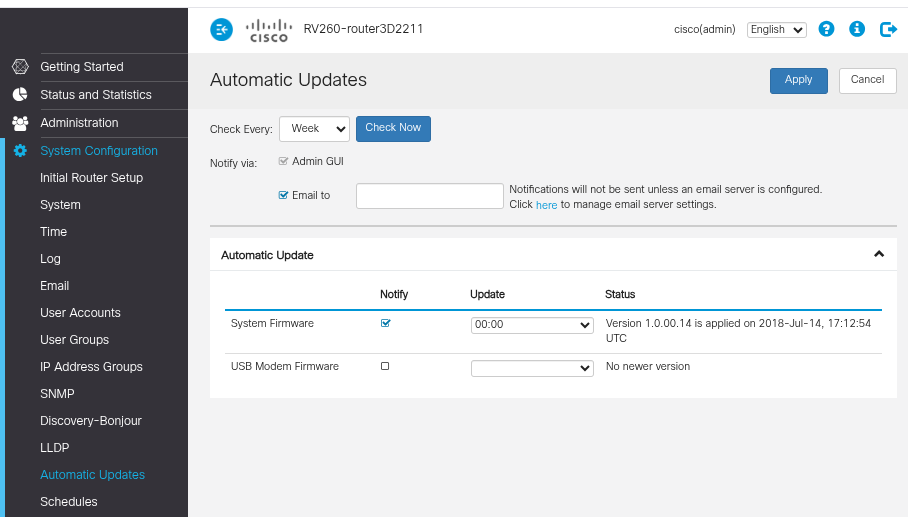 CISCO
RV260-router3D2211
cisco(admin)
English
Getting Started
Status and Statistics
Administration
System Configuration
Initial Router Setup
System
Time
Log
Email
User Accounts
User Groups
IP Address Groups
SNMP
Discovery-Bonjour
LLDP
Automatic Updates
Schedules
Automatic Updates
Apply
Cancel
Check Every:
Week
Check Now
Notify via:
Admin GUI
Email to
Notifications will not be sent unless an email server is configured.
Click here to manage email server settings.
Automatic Update
Notify Update Status
System Firmware 00:00 Version 1.0.00.14 is applied on 2018-Jul-14, 17:12:54
UTC
USB Modem Firmware No newer version